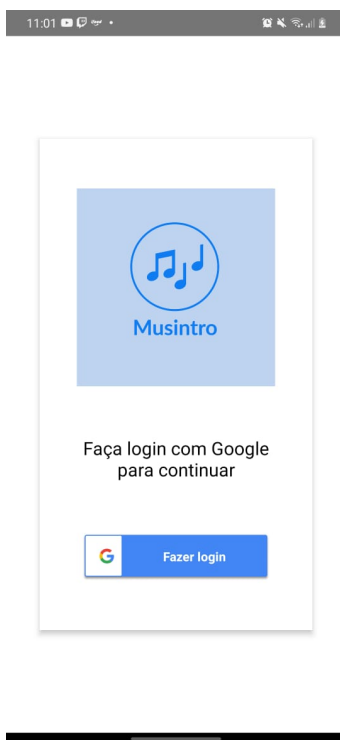 11:01
Musintro
Faça login com Google
para continuar
G
Fazer login